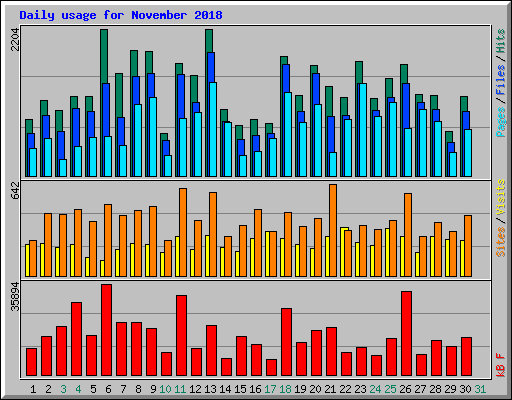 Daily usage for November 2018
2204
Pages / Files / Hits
642
Sites / Visits
35894
kB F
1 2 3 4 5 6 7 8 9 10 11 12 13 14 15 16 17 18 19 20 21 22 23 24 25 26 27 28 29 30 31